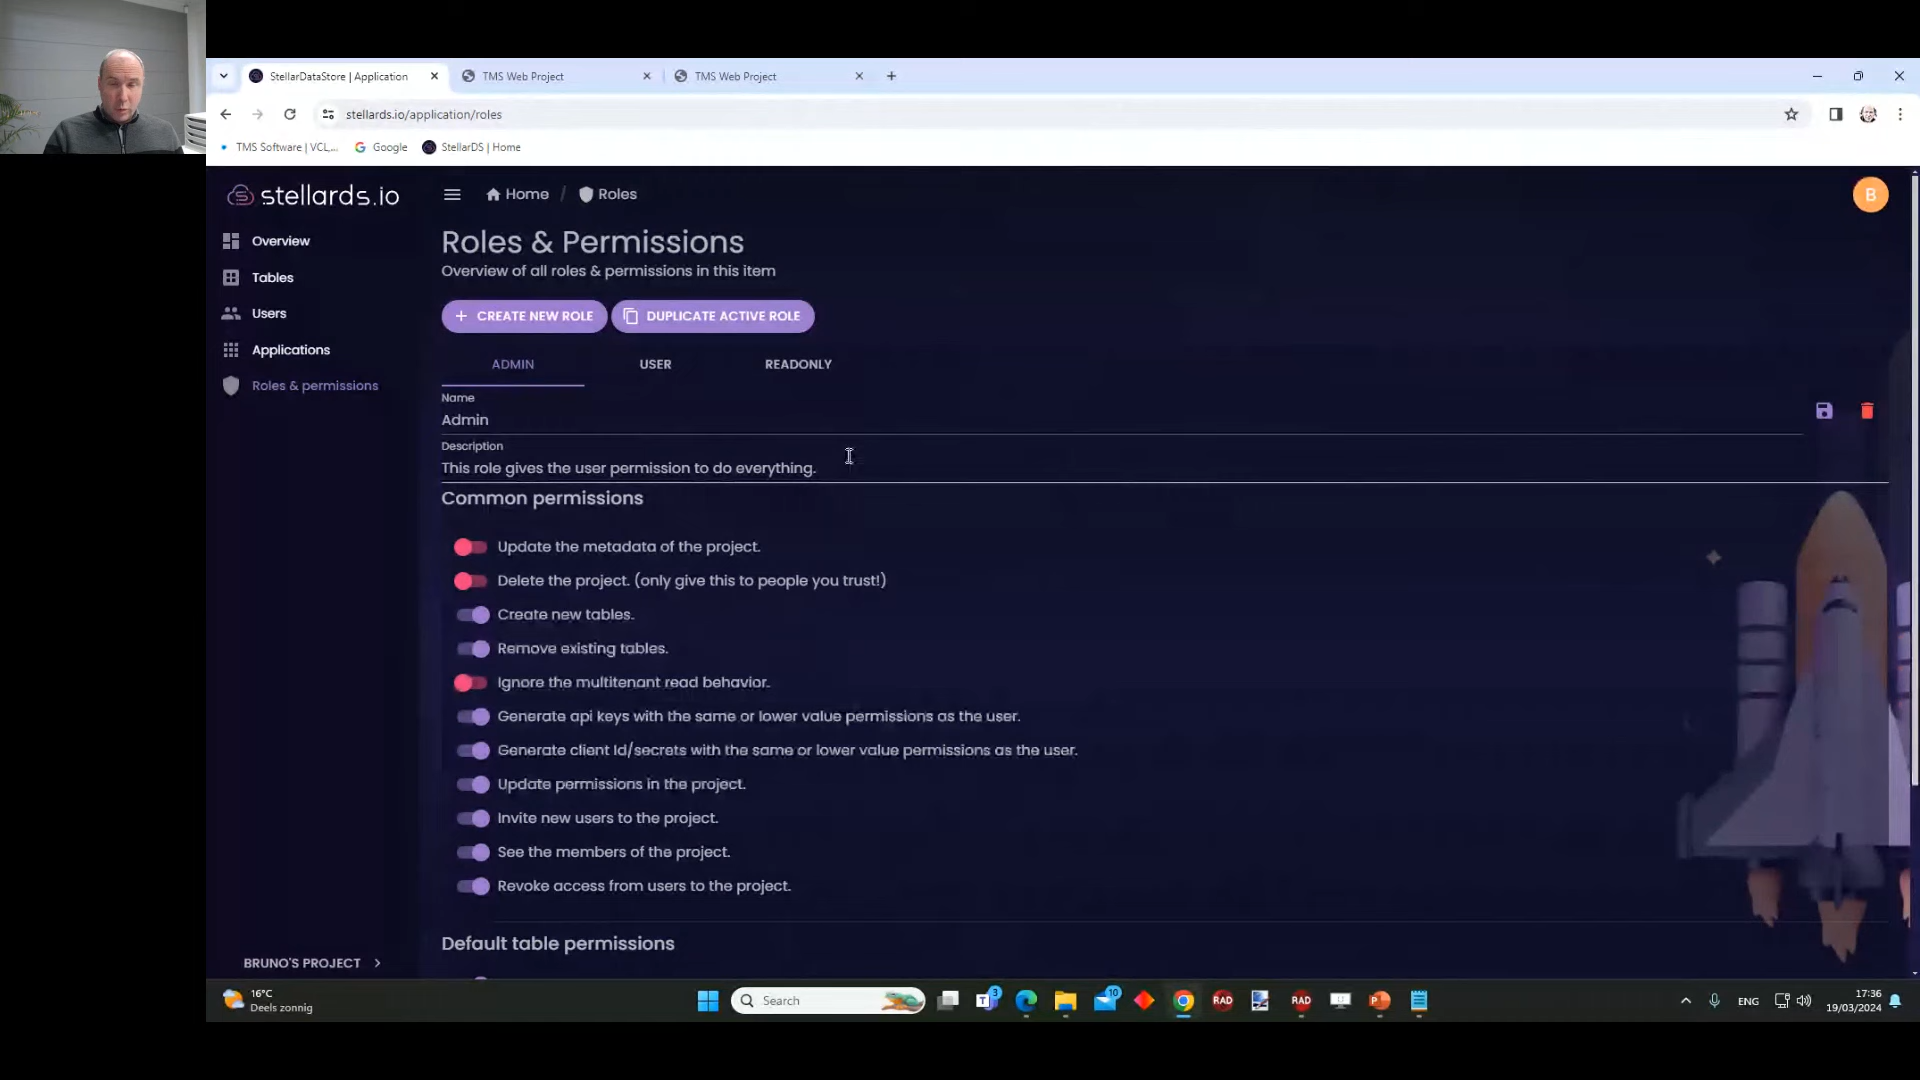 StellarDataStore | Application
TMS Web Project
TMS Web Project
stellards.io/application/roles
TMS Software | VCL,...
Google
StellarDS | Home
stellards.io
Home / Roles
B
Overview
Tables
Users
Applications
Roles & permissions
Roles & Permissions
Overview of all roles & permissions in this item
+ CREATE NEW ROLE
DUPLICATE ACTIVE ROLE
ADMIN
USER
READONLY
Name
Admin
Description
This role gives the user permission to do everything.
Common permissions
Update the metadata of the project.
Delete the project. (only give this to people you trust!)
Create new tables.
Remove existing tables.
Ignore the multitenant read behavior.
Generate api keys with the same or lower value permissions as the user.
Generate client Id/secrets with the same or lower value permissions as the user.
Update permissions in the project.
Invite new users to the project.
See the members of the project.
Revoke access from users to the project.
Default table permissions
BRUNO'S PROJECT
16°C
Deels zonnig
Search
3
10
RAD
RAD
ENG
17:36
19/03/2024